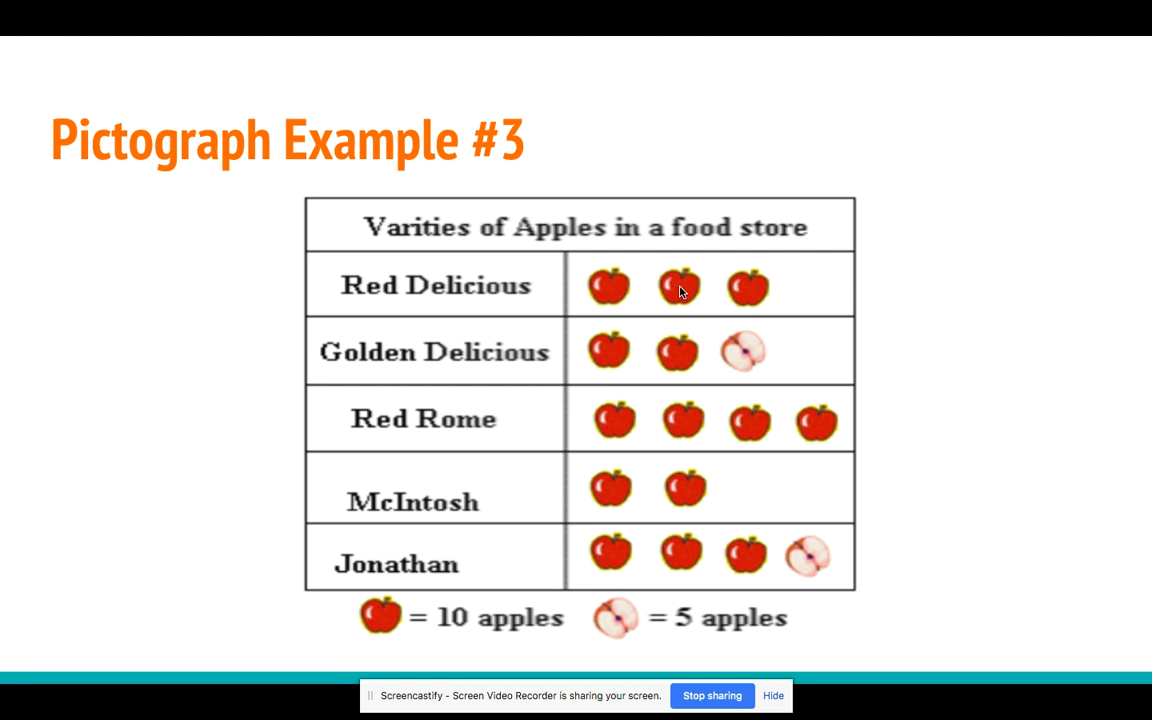 Pictograph Example #3
Varities of Apples in a food store
Red Delicious
Golden Delicious
Red Rome
McIntosh
Jonathan
= 10 apples = 5 apples
Screencastify - Screen Video Recorder is sharing your screen. Stop sharing Hide